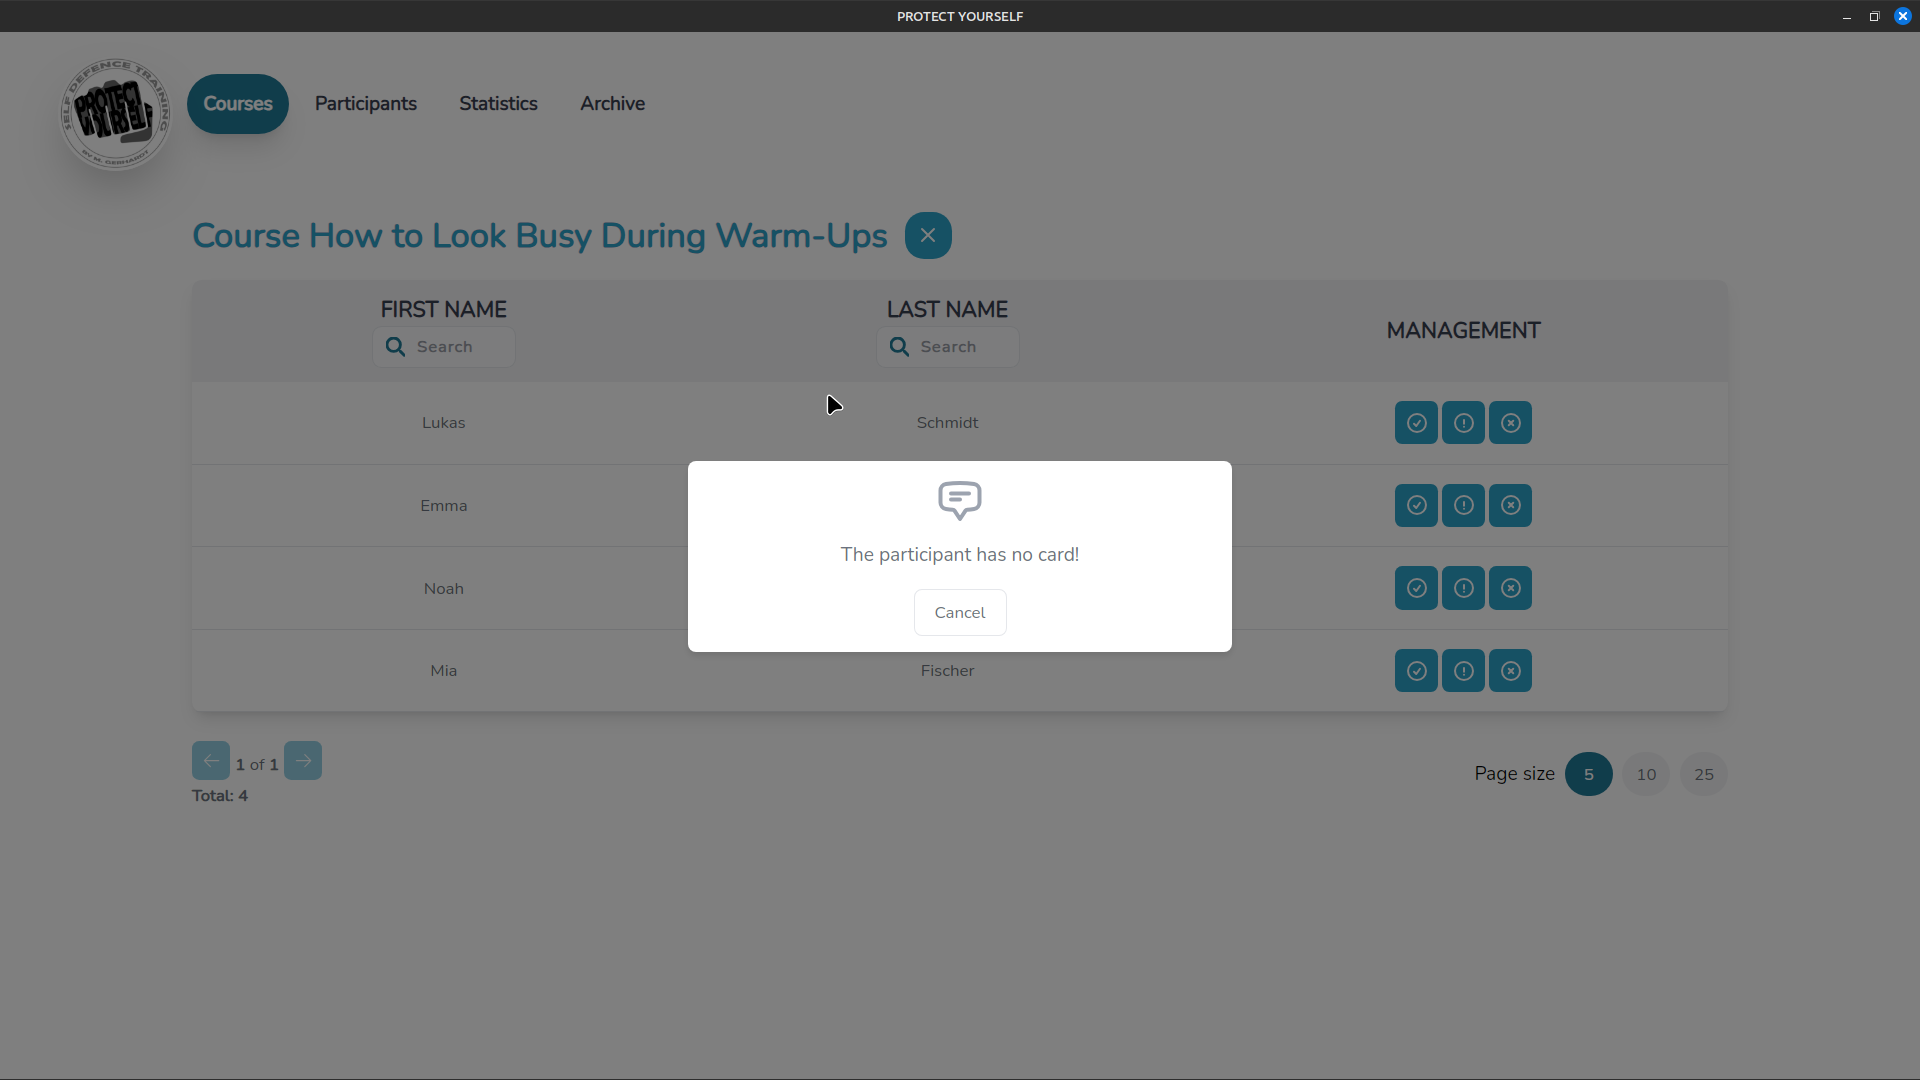 PROTECT YOURSELF
SELF DEFENCE TRAINING
PROTECT
YOURSELF
BY M. GEBHARDT
Courses Participants Statistics Archive
Course How to Look Busy During Warm-Ups
FIRST NAME LAST NAME MANAGEMENT
Search Search
Lukas Schmidt
Emma
The participant has no card!
Noah
Cancel
Mia Fischer
1 of 1
Total: 4
Page size 5 10 25